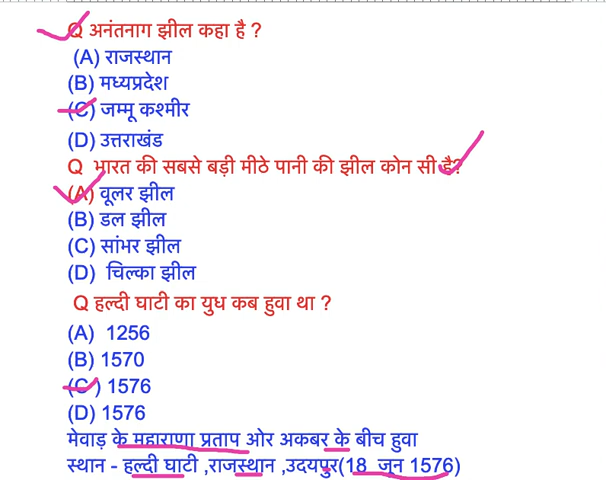 Q अनंतनाग झील कहा है ?
(A) राजस्थान
(B) मध्यप्रदेश
(C) जम्मू कश्मीर
(D) उत्तराखंड
Q भारत की सबसे बड़ी मीठे पानी की झील कोन सी है?
(A) वूलर झील
(B) डल झील
(C) सांभर झील
(D) चिल्का झील
Q हल्दी घाटी का युध कब हुवा था ?
(A) 1256
(B) 1570
(C ) 1576
(D) 1576
मेवाड़ के महाराणा प्रताप ओर अकबर के बीच हुवा
स्थान - हल्दी घाटी ,राजस्थान ,उदयपुर(18 जून 1576)